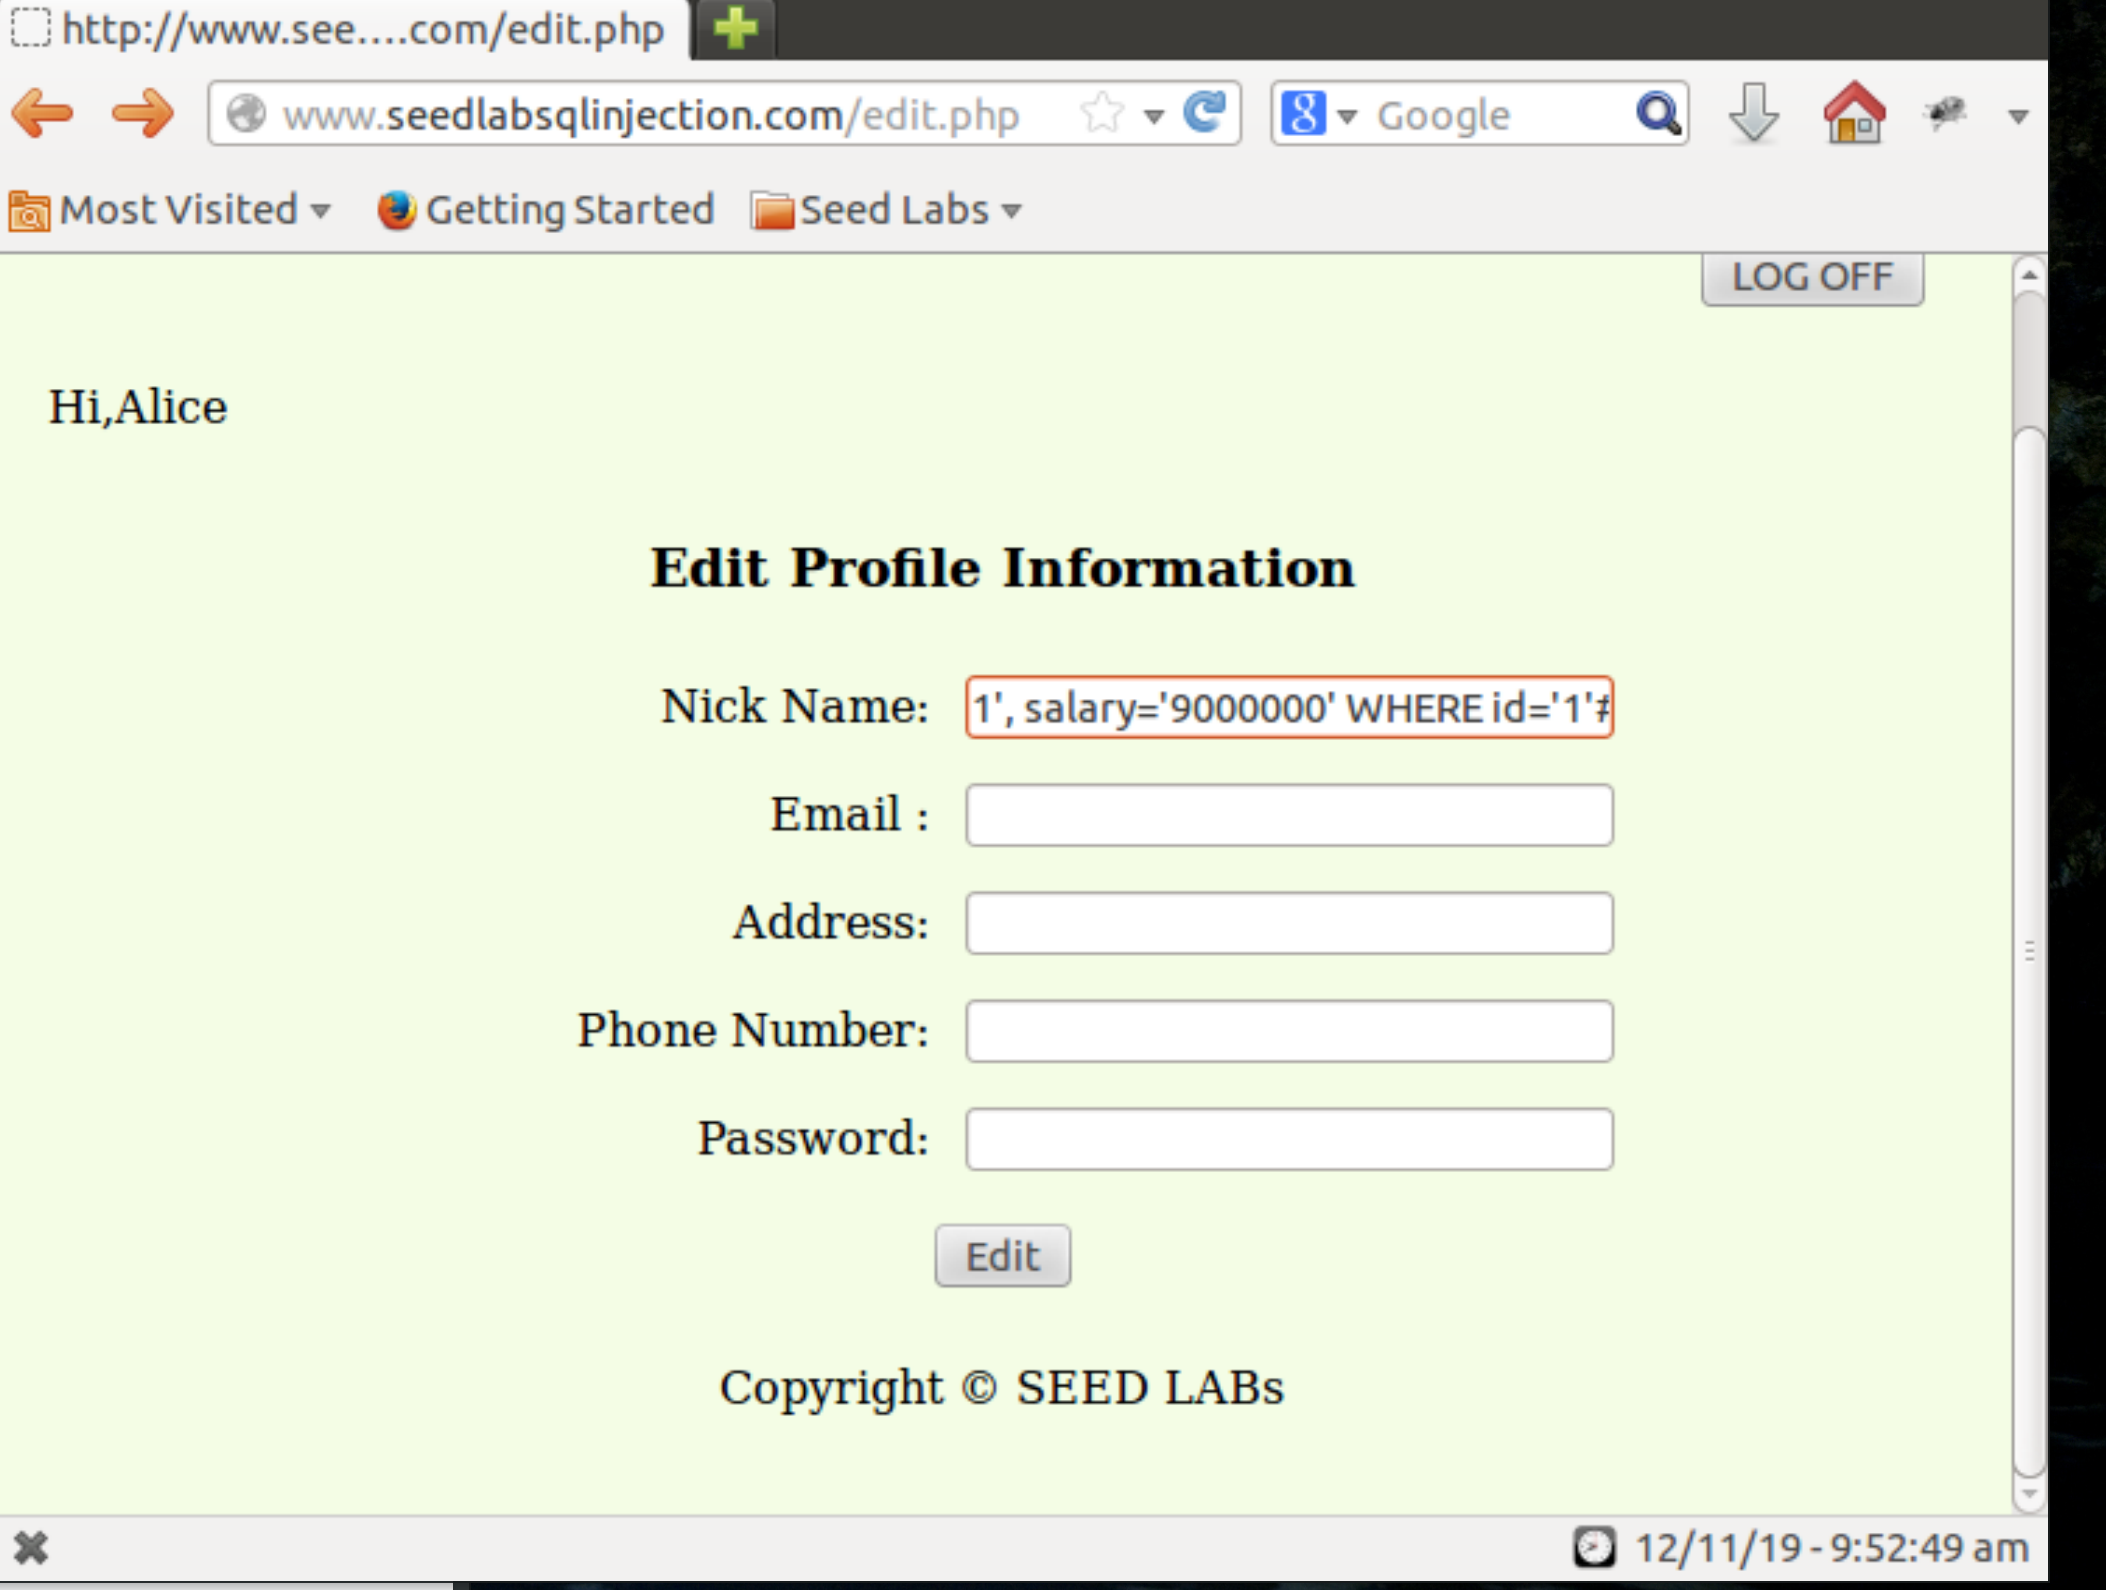 http://www.see....com/edit.php
www.seedlabsqlinjection.com/edit.php
8 Google
Most Visited Getting Started Seed Labs
LOG OFF
Hi,Alice
Edit Profile Information
Nick Name: 1', salary='9000000' WHERE id='1'#
Email :
Address:
Phone Number:
Password:
Edit
Copyright © SEED LABs
12/11/19 - 9:52:49 am